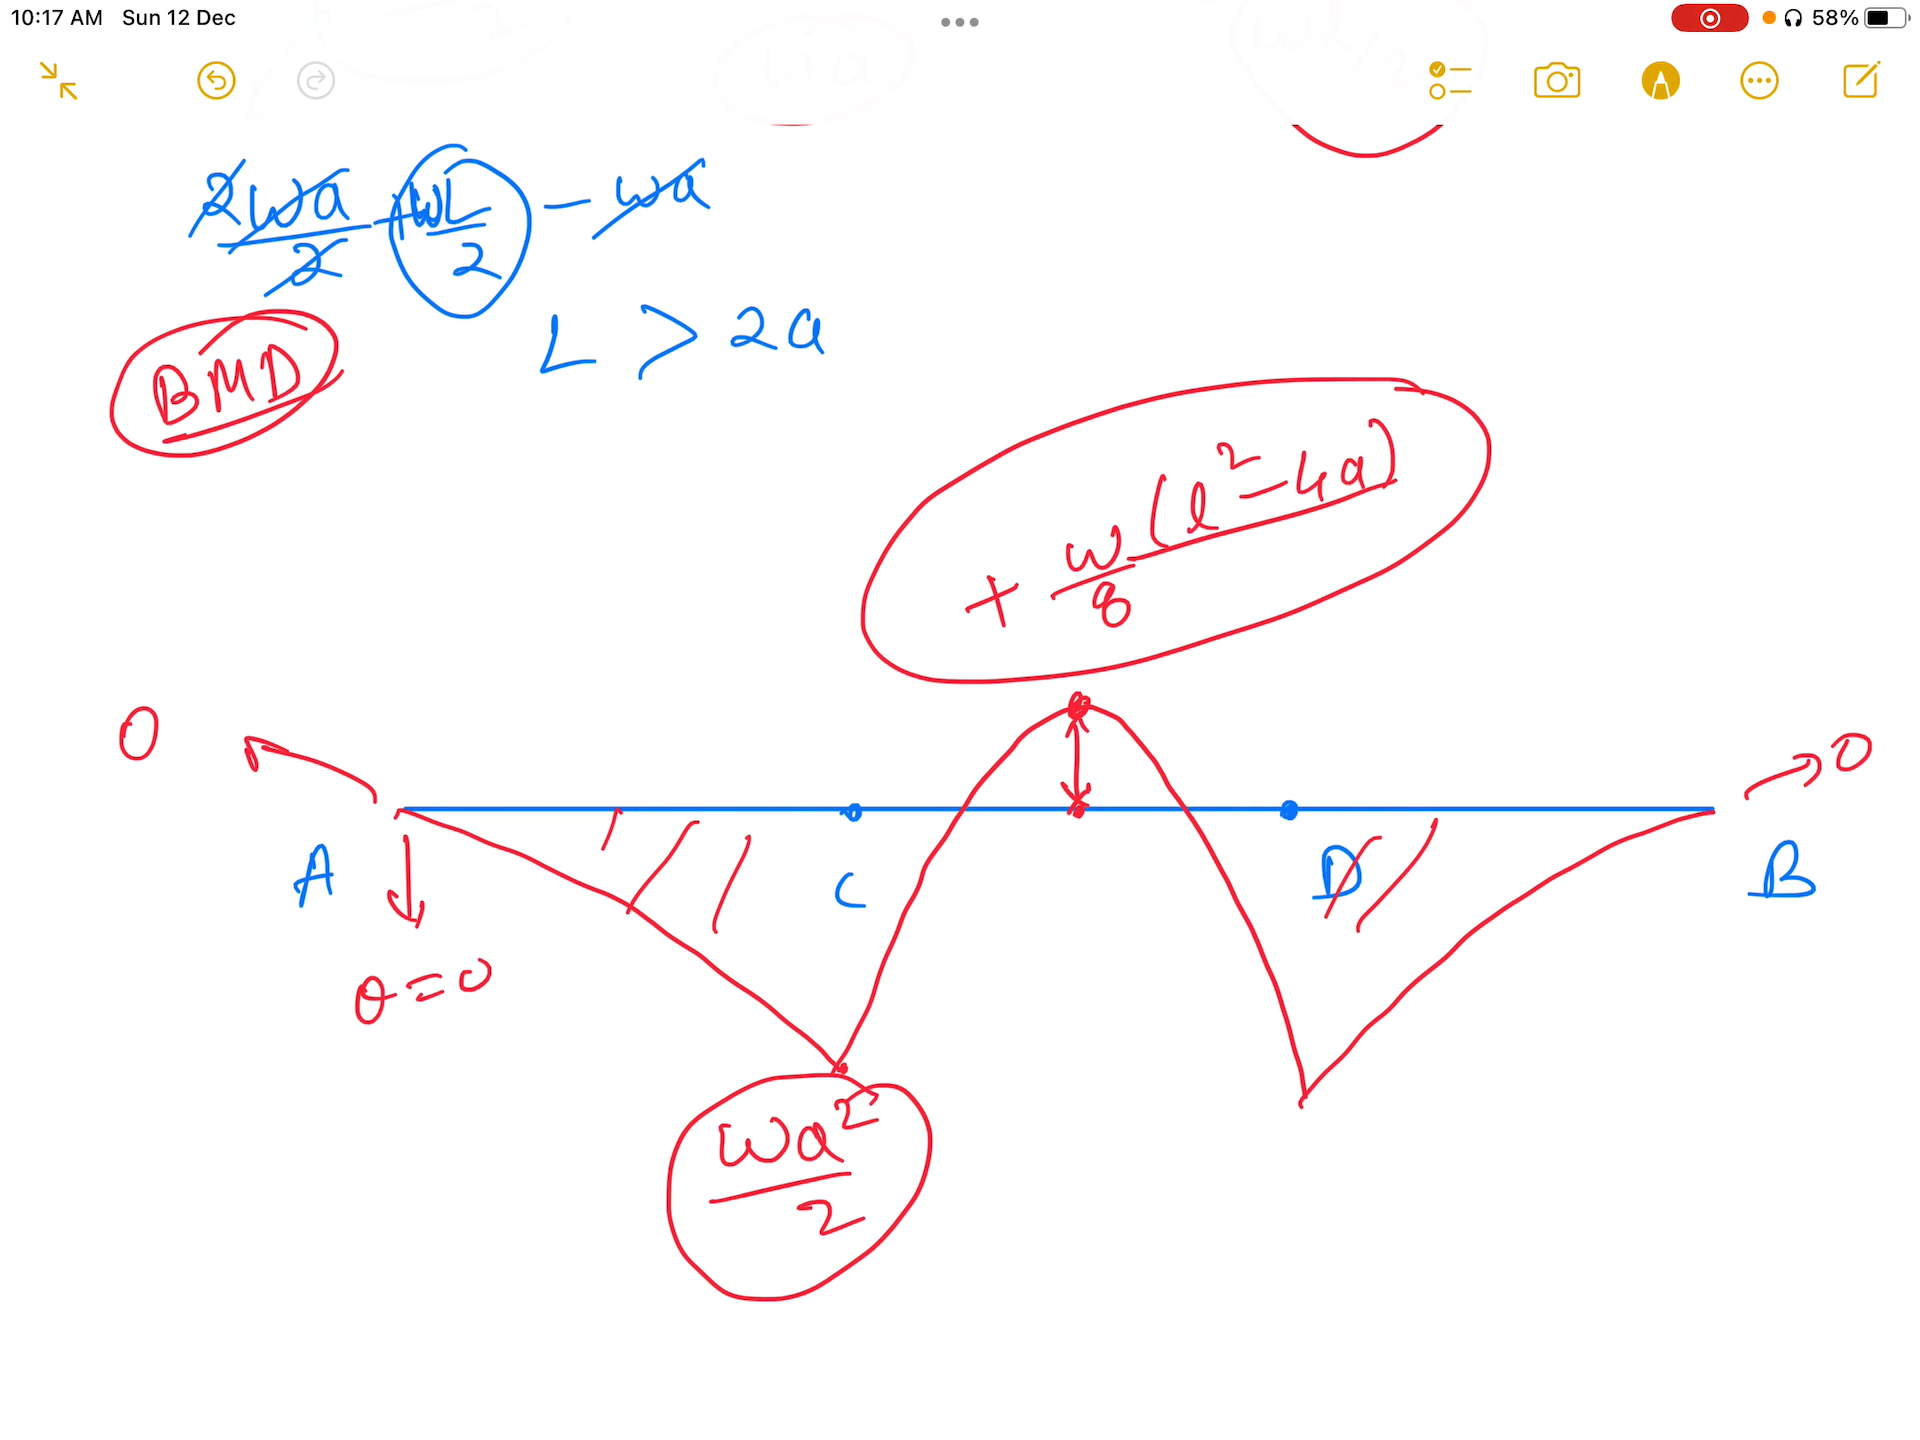 10:17 AM Sun 12 Dec
58%
2wa/2 + wL/2 - wa
L > 2a
BMD
+ w/8 (l² - 4a)
0
0
A
C
D
B
θ=0
wa²/2